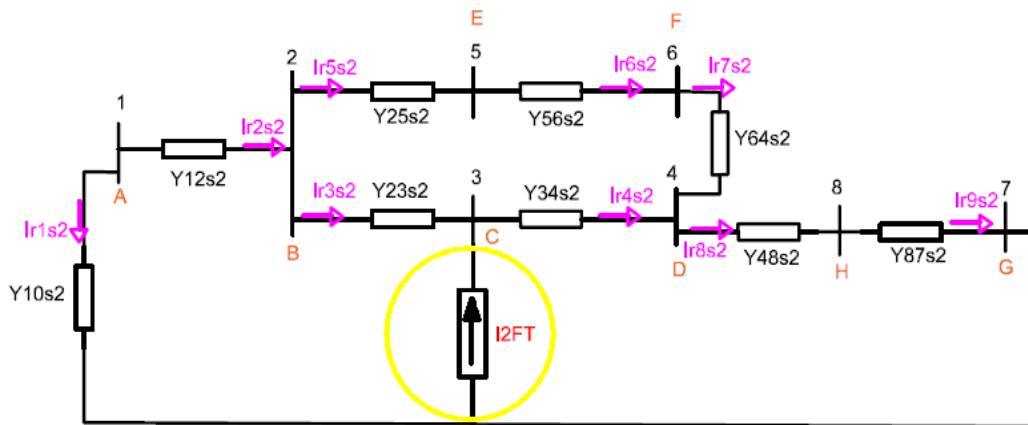 E
F
2
Ir5s2
5
Ir6s2
6
Ir7s2
1
Y25s2
Y56s2
Y64s2
Ir2s2
Y12s2
A
Ir3s2
Y23s2
3
Y34s2
Ir4s2
4
8
Ir9s2
7
Ir1s2
B
C
D
Ir8s2
Y48s2
H
Y87s2
G
Y10s2
I2FT